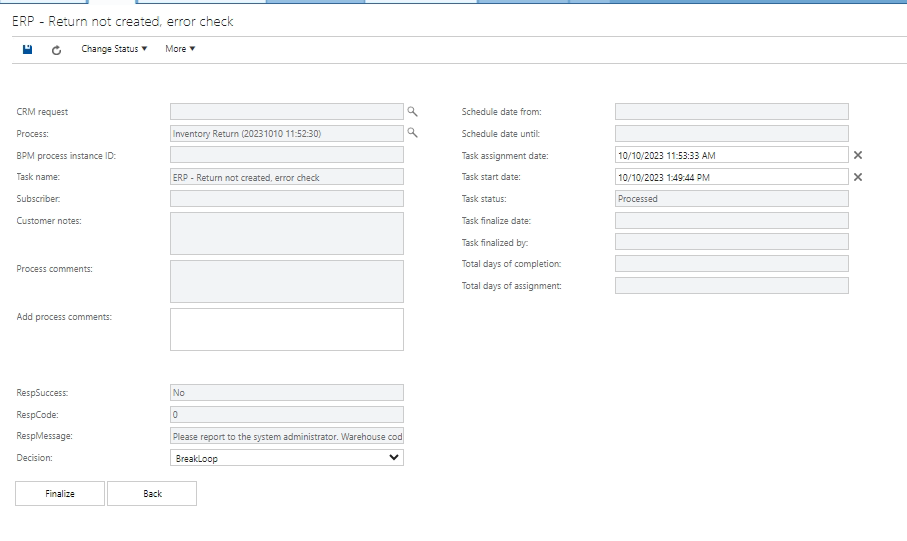 ERP - Return not created, error check
Change Status ▼ More ▼
CRM request
Process: Inventory Return (20231010 11:52:30)
BPM process instance ID:
Task name: ERP - Return not created, error check
Subscriber:
Customer notes:
Process comments:
Add process comments:
Schedule date from:
Schedule date until:
Task assignment date: 10/10/2023 11:53:33 AM
Task start date: 10/10/2023 1:49:44 PM
Task status: Processed
Task finalize date:
Task finalized by:
Total days of completion:
Total days of assignment:
RespSuccess: No
RespCode: 0
RespMessage: Please report to the system administrator. Warehouse cod
Decision: BreakLoop
Finalize Back